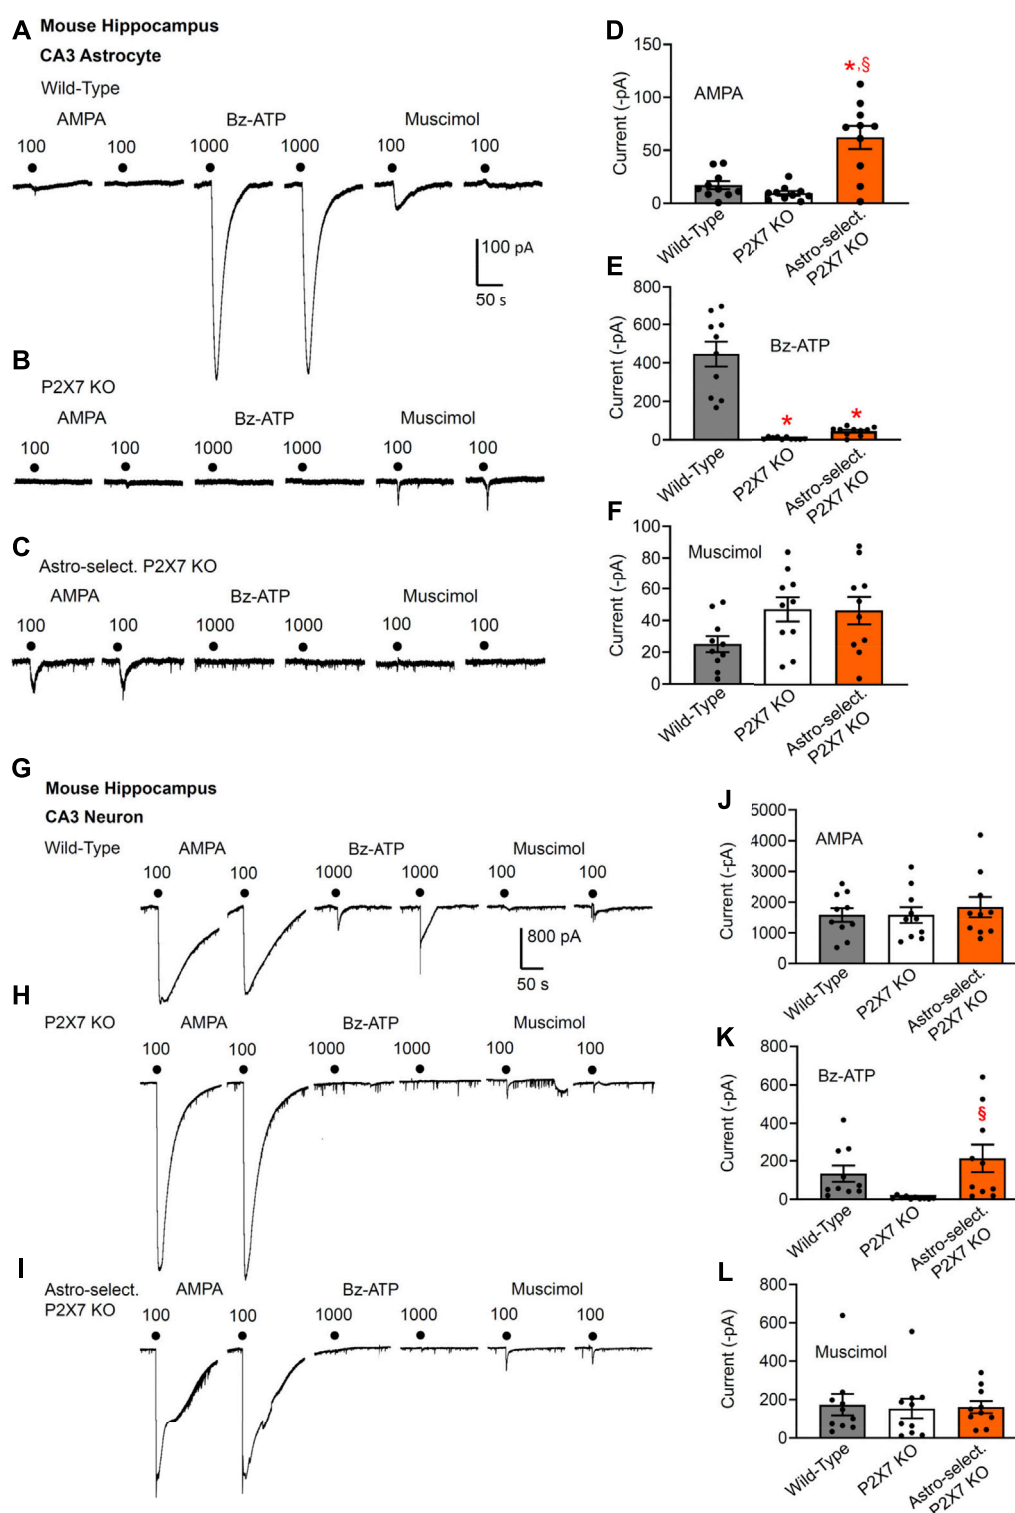 A
Mouse Hippocampus
CA3 Astrocyte
Wild-Type
AMPA Bz-ATP Muscimol
100 100 1000 1000 100 100
100 pA
50 s
B
P2X7 KO
AMPA Bz-ATP Muscimol
100 100 1000 1000 100 100
C
Astro-select. P2X7 KO
AMPA Bz-ATP Muscimol
100 100 1000 1000 100 100
D
AMPA
*,§
Current (-pA)
150
100
50
0
Wild-Type
P2X7 KO
Astro-select.
P2X7 KO
E
Bz-ATP
* *
Current (-pA)
800
600
400
200
0
Wild-Type
P2X7 KO
Astro-select.
P2X7 KO
F
Muscimol
Current (-pA)
100
80
60
40
20
0
Wild-Type
P2X7 KO
Astro-select.
P2X7 KO
G
Mouse Hippocampus
CA3 Neuron
Wild-Type AMPA Bz-ATP Muscimol
100 100 1000 1000 100 100
800 pA
50 s
H
P2X7 KO AMPA Bz-ATP Muscimol
100 100 1000 1000 100 100
I
Astro-select.
P2X7 KO
AMPA Bz-ATP Muscimol
100 100 1000 1000 100 100
J
AMPA
Current (-pA)
5000
4000
3000
2000
1000
0
Wild-Type
P2X7 KO
Astro-select.
P2X7 KO
K
Bz-ATP
§
Current (-pA)
800
600
400
200
0
Wild-Type
P2X7 KO
Astro-select.
P2X7 KO
L
Muscimol
Current (-pA)
800
600
400
200
0
Wild-Type
P2X7 KO
Astro-select.
P2X7 KO